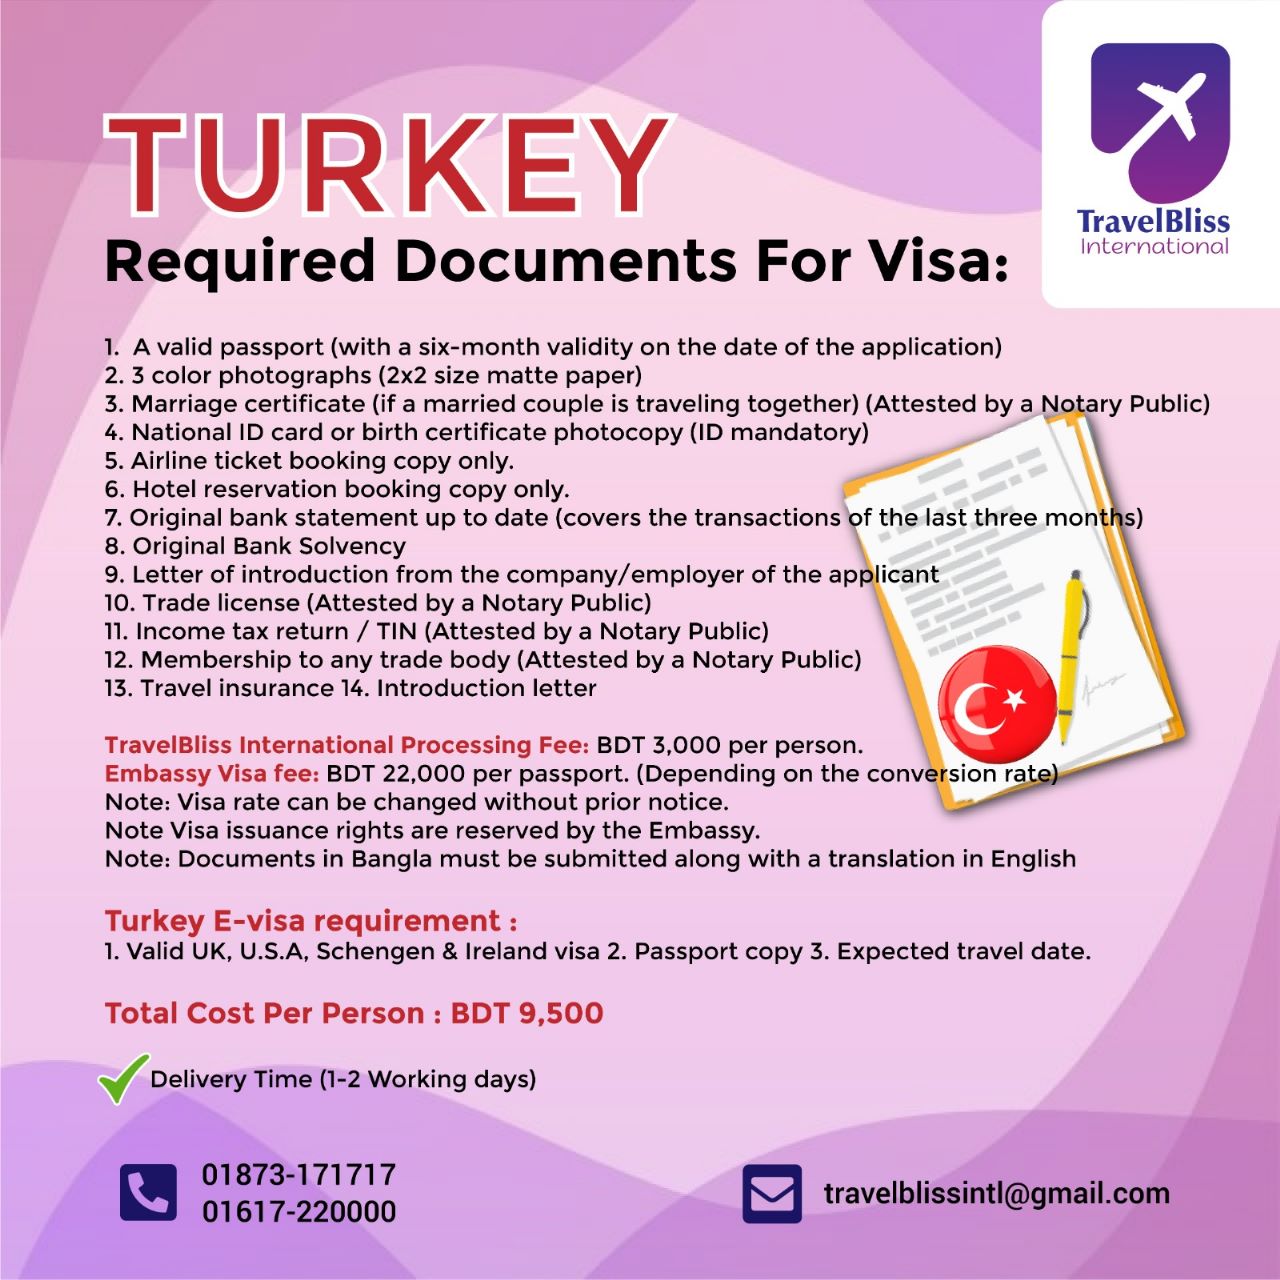 TravelBliss
International
TURKEY
Required Documents For Visa:
1.  A valid passport (with a six-month validity on the date of the application)
2. 3 color photographs (2x2 size matte paper)
3. Marriage certificate (if a married couple is traveling together) (Attested by a Notary Public)
4. National ID card or birth certificate photocopy (ID mandatory)
5. Airline ticket booking copy only.
6. Hotel reservation booking copy only.
7. Original bank statement up to date (covers the transactions of the last three months)
8. Original Bank Solvency
9. Letter of introduction from the company/employer of the applicant
10. Trade license (Attested by a Notary Public)
11. Income tax return / TIN (Attested by a Notary Public)
12. Membership to any trade body (Attested by a Notary Public)
13. Travel insurance 14. Introduction letter
TravelBliss International Processing Fee: BDT 3,000 per person.
Embassy Visa fee: BDT 22,000 per passport. (Depending on the conversion rate)
Note: Visa rate can be changed without prior notice.
Note Visa issuance rights are reserved by the Embassy.
Note: Documents in Bangla must be submitted along with a translation in English
Turkey E-visa requirement :
1. Valid UK, U.S.A, Schengen & Ireland visa 2. Passport copy 3. Expected travel date.
Total Cost Per Person : BDT 9,500
Delivery Time (1-2 Working days)
01873-171717
01617-220000
travelblissintl@gmail.com